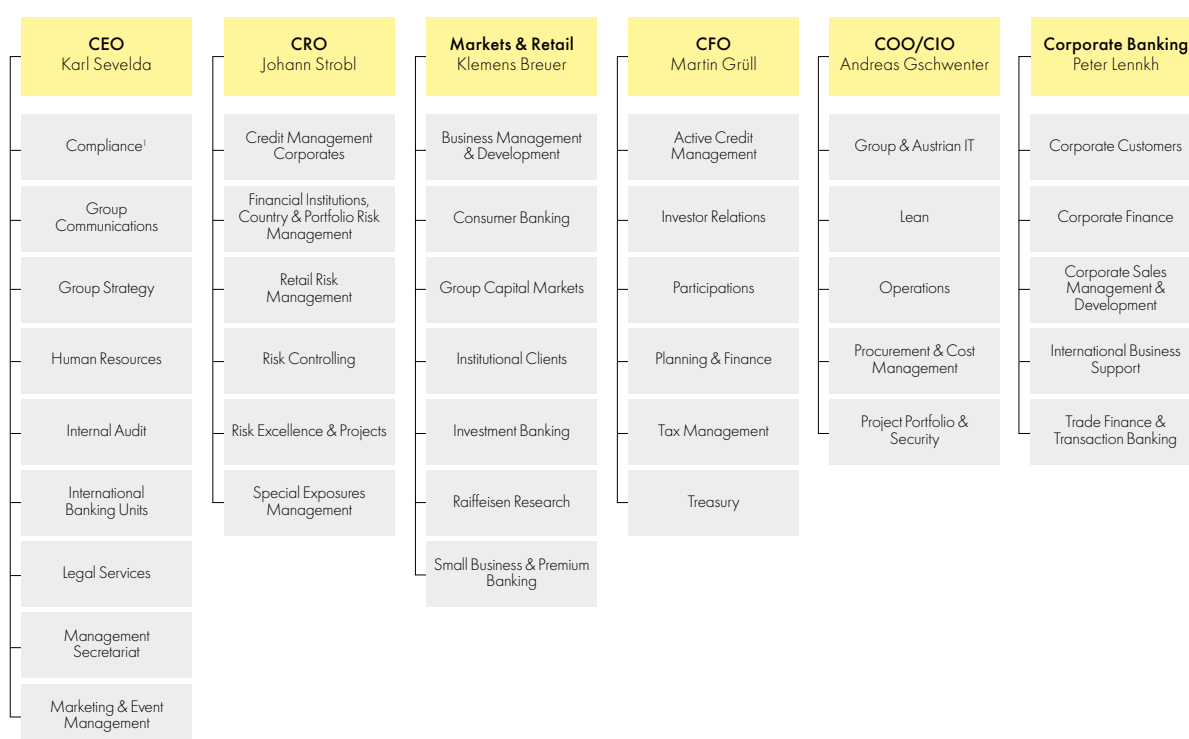 CEO
Karl Sevelda
Compliance¹
Group
Communications
Group Strategy
Human Resources
Internal Audit
International
Banking Units
Legal Services
Management
Secretariat
Marketing & Event
Management
CRO
Johann Strobl
Credit Management
Corporates
Financial Institutions,
Country & Portfolio Risk
Management
Retail Risk
Management
Risk Controlling
Risk Excellence & Projects
Special Exposures
Management
Markets & Retail
Klemens Breuer
Business Management
& Development
Consumer Banking
Group Capital Markets
Institutional Clients
Investment Banking
Raiffeisen Research
Small Business & Premium
Banking
CFO
Martin Grüll
Active Credit
Management
Investor Relations
Participations
Planning & Finance
Tax Management
Treasury
COO/CIO
Andreas Gschwenter
Group & Austrian IT
Lean
Operations
Procurement & Cost
Management
Project Portfolio &
Security
Corporate Banking
Peter Lennkh
Corporate Customers
Corporate Finance
Corporate Sales
Management &
Development
International Business
Support
Trade Finance &
Transaction Banking